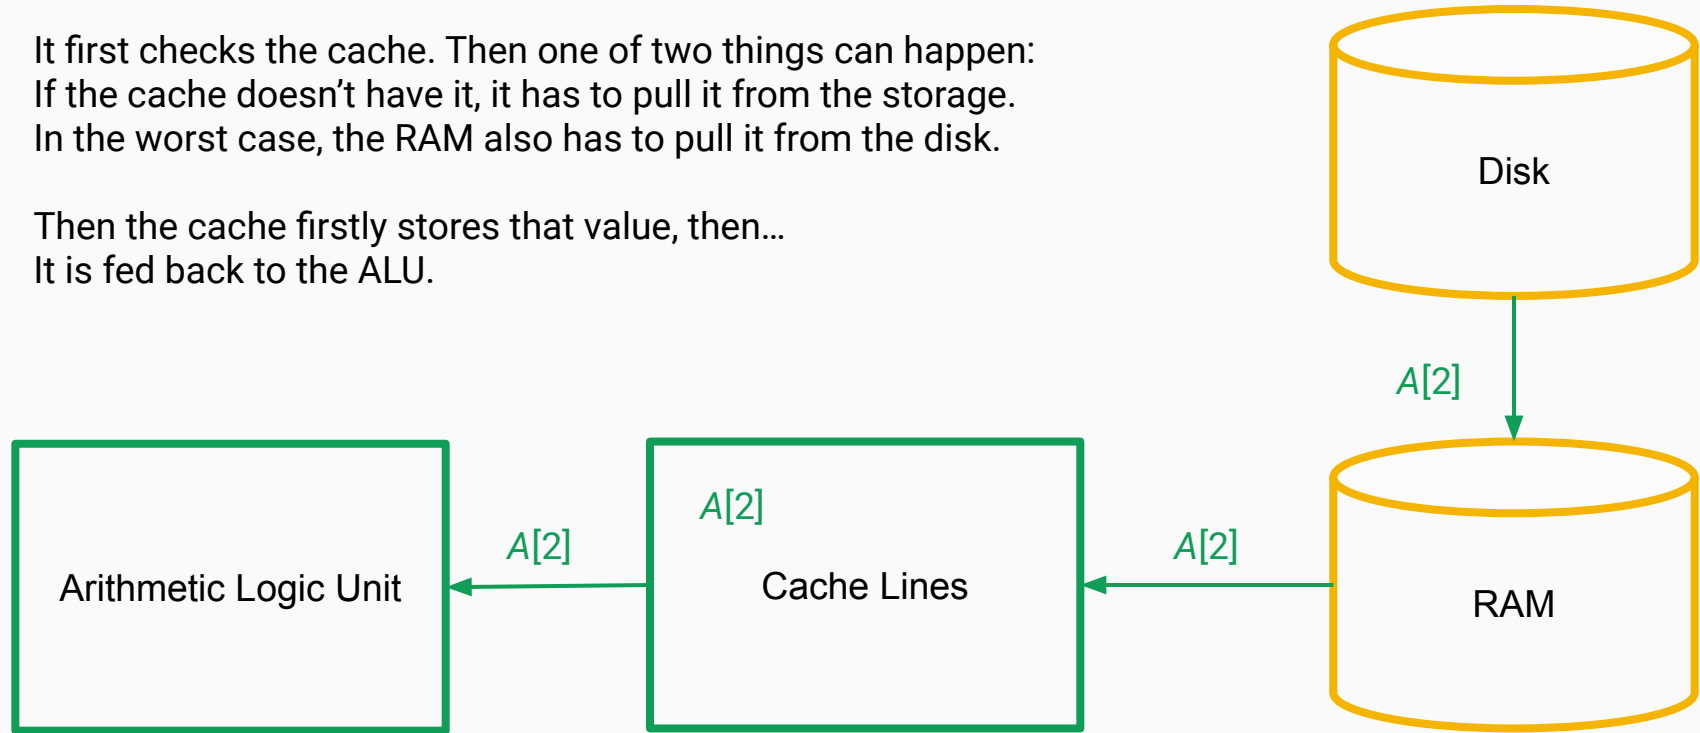 It first checks the cache. Then one of two things can happen:
If the cache doesn’t have it, it has to pull it from the storage.
In the worst case, the RAM also has to pull it from the disk.
Then the cache firstly stores that value, then…
It is fed back to the ALU.
Disk
A[2]
A[2]
A[2]
A[2]
Arithmetic Logic Unit
Cache Lines
RAM